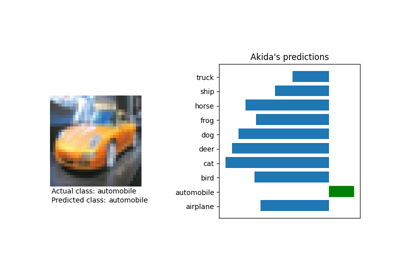 Akida's predictions
truck
ship
horse
frog
dog
deer
cat
bird
automobile
airplane
Actual class: automobile
Predicted class: automobile